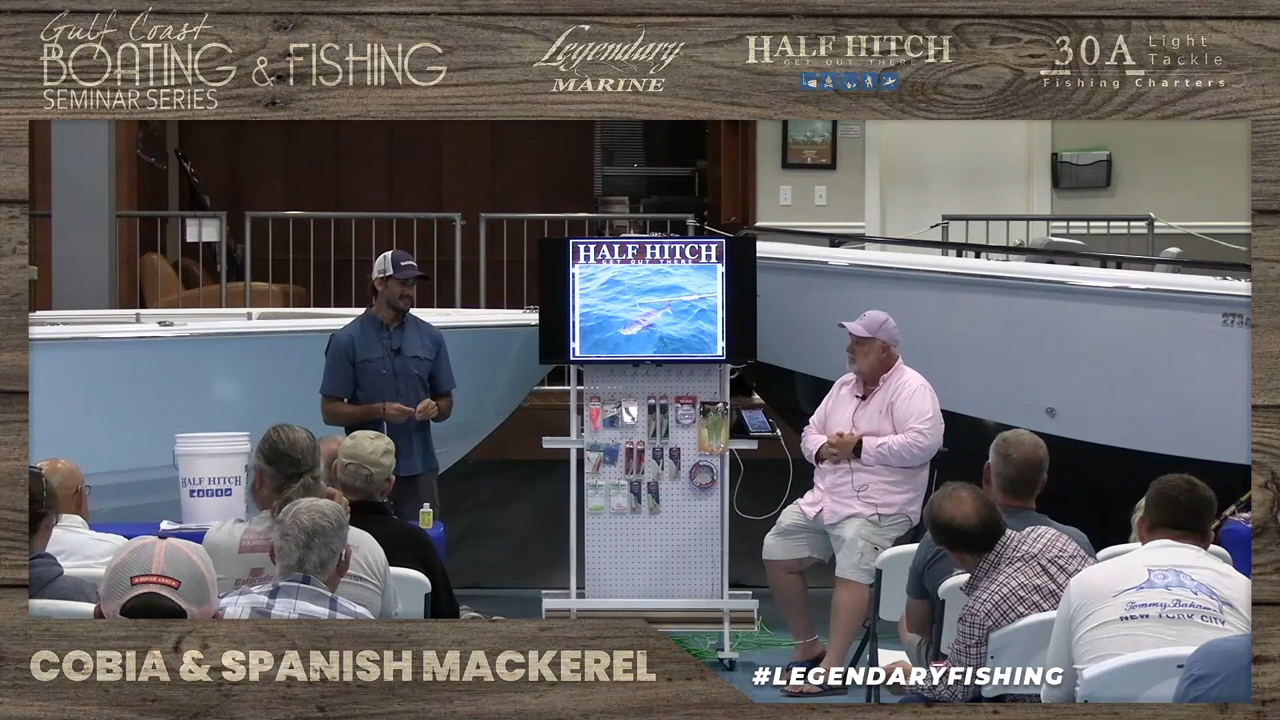 Gulf Coast
BOATING & FISHING
SEMINAR SERIES
Legendary
MARINE
HALF HITCH
GET OUT THERE
30A Light Tackle
Fishing Charters
HALF HITCH
GET OUT THERE
HALF HITCH
Tommy Bahama
NEW YORK CITY
COBIA & SPANISH MACKEREL
#LEGENDARYFISHING